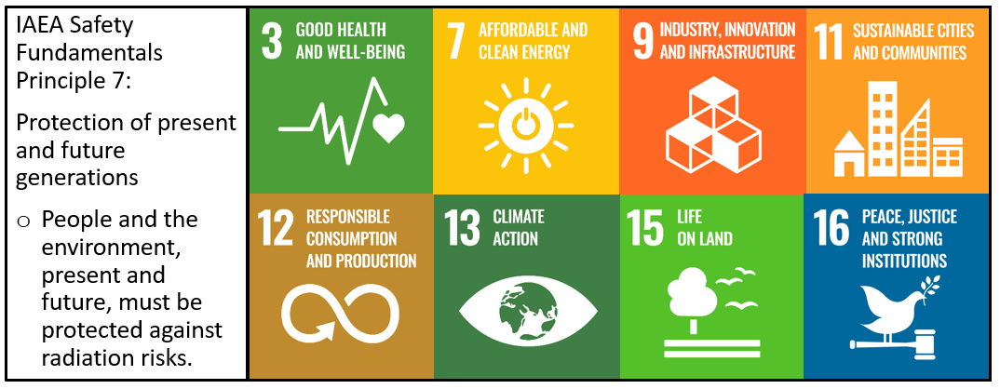 IAEA Safety
Fundamentals
Principle 7:
Protection of present
and future
generations
o People and the
environment,
present and
future, must be
protected against
radiation risks.
3 GOOD HEALTH
AND WELL-BEING
7 AFFORDABLE AND
CLEAN ENERGY
9 INDUSTRY, INNOVATION
AND INFRASTRUCTURE
11 SUSTAINABLE CITIES
AND COMMUNITIES
12 RESPONSIBLE
CONSUMPTION
AND PRODUCTION
13 CLIMATE
ACTION
15 LIFE
ON LAND
16 PEACE, JUSTICE
AND STRONG
INSTITUTIONS